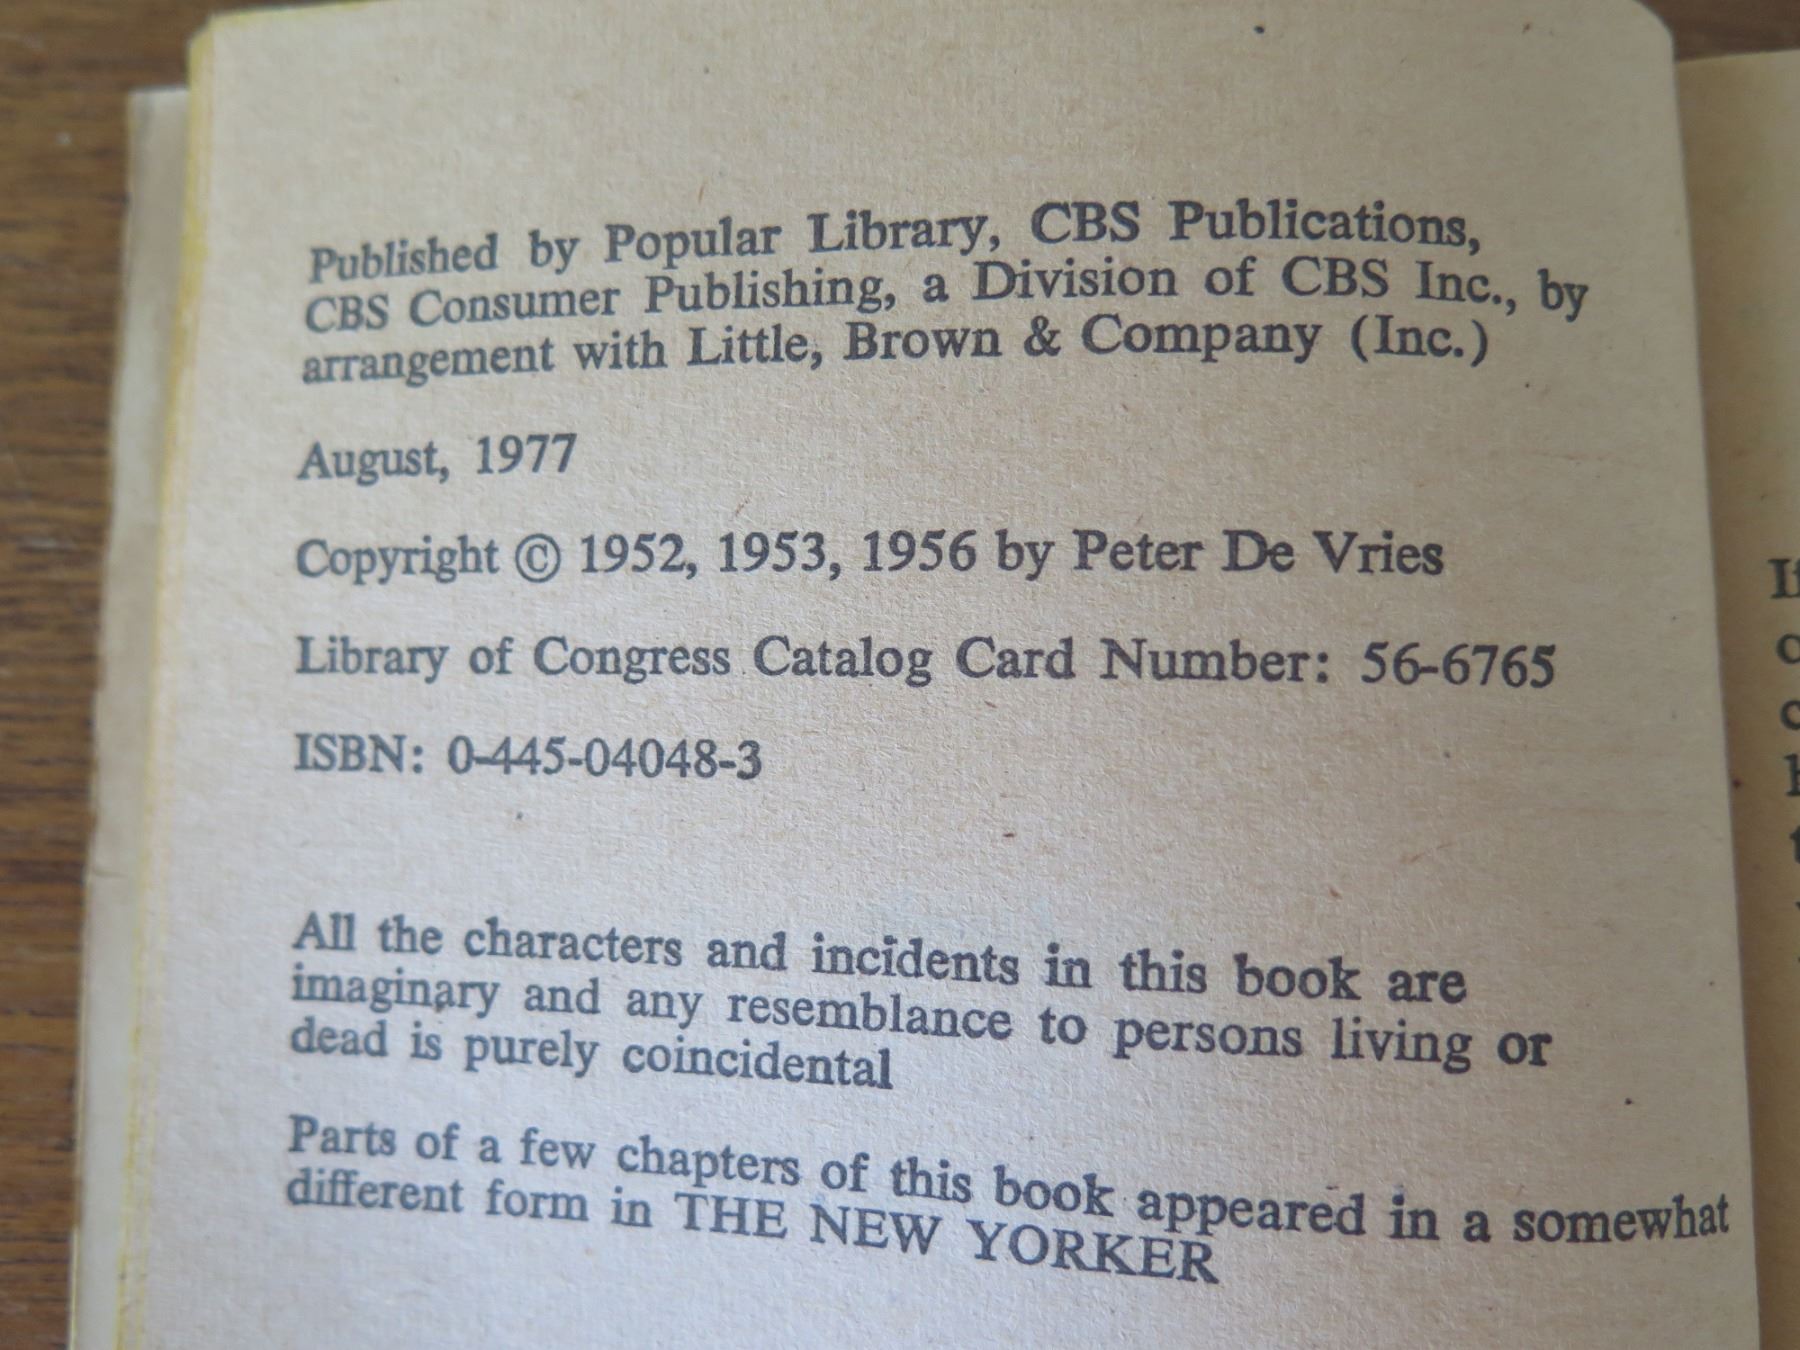 Published by Popular Library, CBS Publications,
CBS Consumer Publishing, a Division of CBS Inc., by
arrangement with Little, Brown & Company (Inc.)
August, 1977
Copyright © 1952, 1953, 1956 by Peter De Vries
Library of Congress Catalog Card Number: 56-6765
ISBN: 0-445-04048-3
All the characters and incidents in this book are
imaginary and any resemblance to persons living or
dead is purely coincidental
Parts of a few chapters of this book appeared in a somewhat
different form in THE NEW YORKER